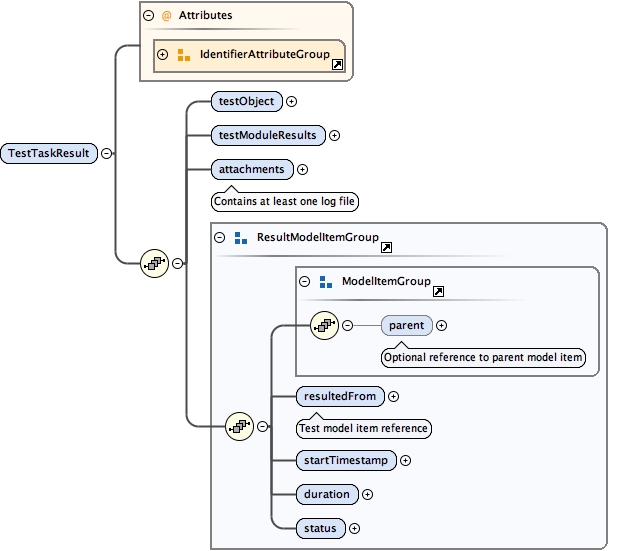 @ Attributes
IdentifierAttributeGroup
testObject
testModuleResults
TestTaskResult
attachments
Contains at least one log file
ResultModelItemGroup
ModelItemGroup
parent
Optional reference to parent model item
resultedFrom
Test model item reference
startTimestamp
duration
status